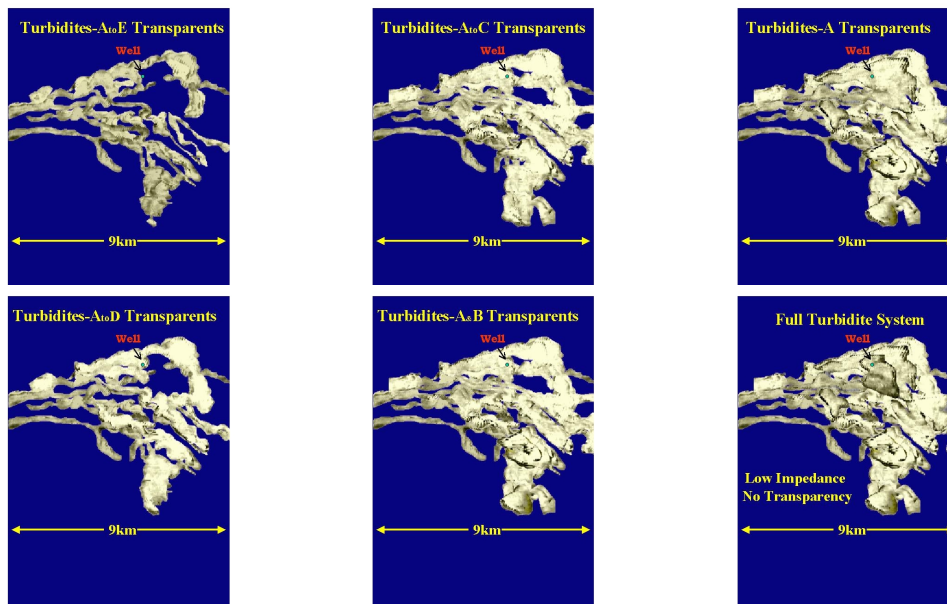 Turbidites-AtoE Transparents
Well
9km
Turbidites-AtoC Transparents
Well
9km
Turbidites-A Transparents
Well
9km
Turbidites-AtoD Transparents
Well
9km
Turbidites-A&B Transparents
Well
9km
Full Turbidite System
Well
Low Impedance
No Transparency
9km